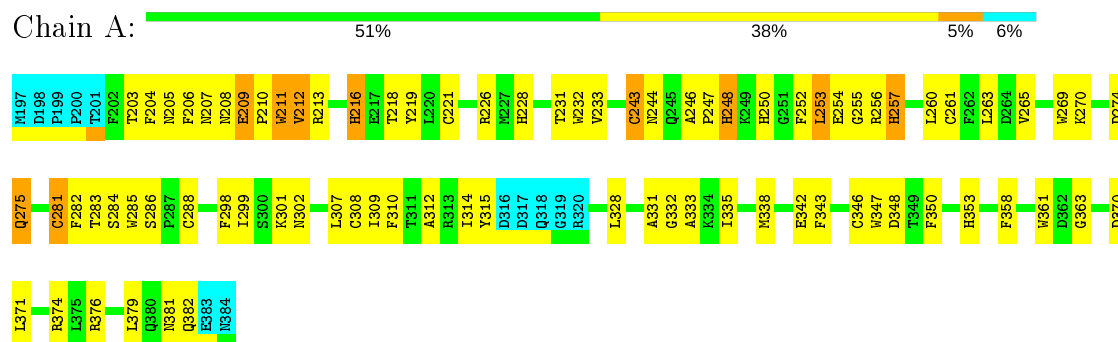 Chain A:
51% 38% 5% 6%
M197 D198 P199 P200 T201 F202 T203 F204 N205 F206 N207 N208 E209 P210 W211 V212 R213 H216 E217 T218 Y219 L220 C221 R226 M227 H228 T231 W232 V233 C243 N244 Q245 A246 P247 H248 K249 H250 G251 F252 L253 E254 G255 R256 H257 L260 C261 F262 L263 D264 V265 W269 K270
Q275 C281 F282 T283 S284 W285 S286 P287 C288 F298 I299 S300 K301 N302 L307 C308 I309 F310 T311 A312 R313 I314 Y315 D316 D317 Q318 G319 R320 L328 A331 G332 A333 K334 I335 M338 E342 F343 C346 W347 D348 T349 F350 H353 F358 W361 D362 G363
L371 R374 L375 R376 L379 Q380 N381 Q382 E383 N384